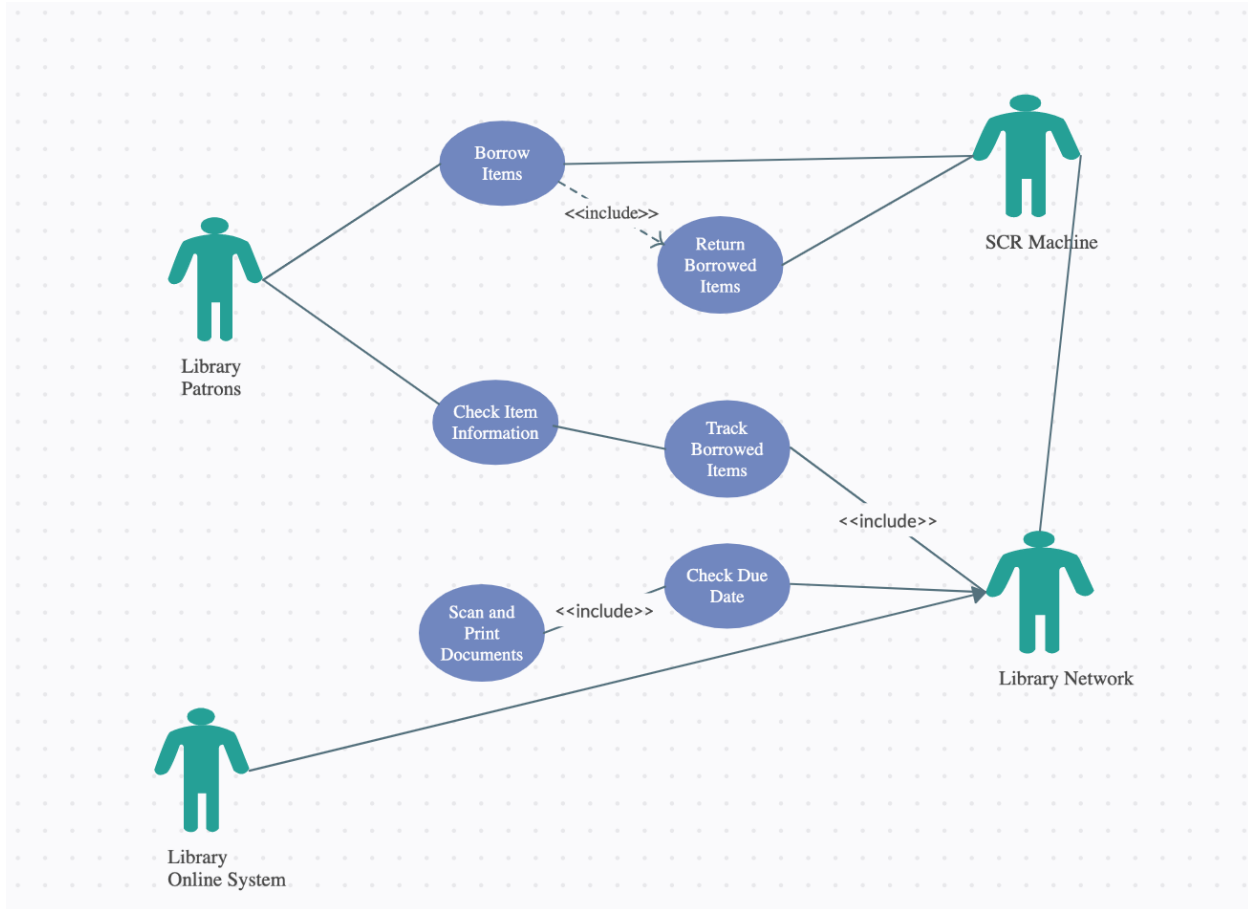 Borrow
Items
<<include>>
Return
Borrowed
Items
SCR Machine
Library
Patrons
Check Item
Information
Track
Borrowed
Items
<<include>>
Check Due
Date
<<include>>
Scan and
Print
Documents
Library Network
Library
Online System